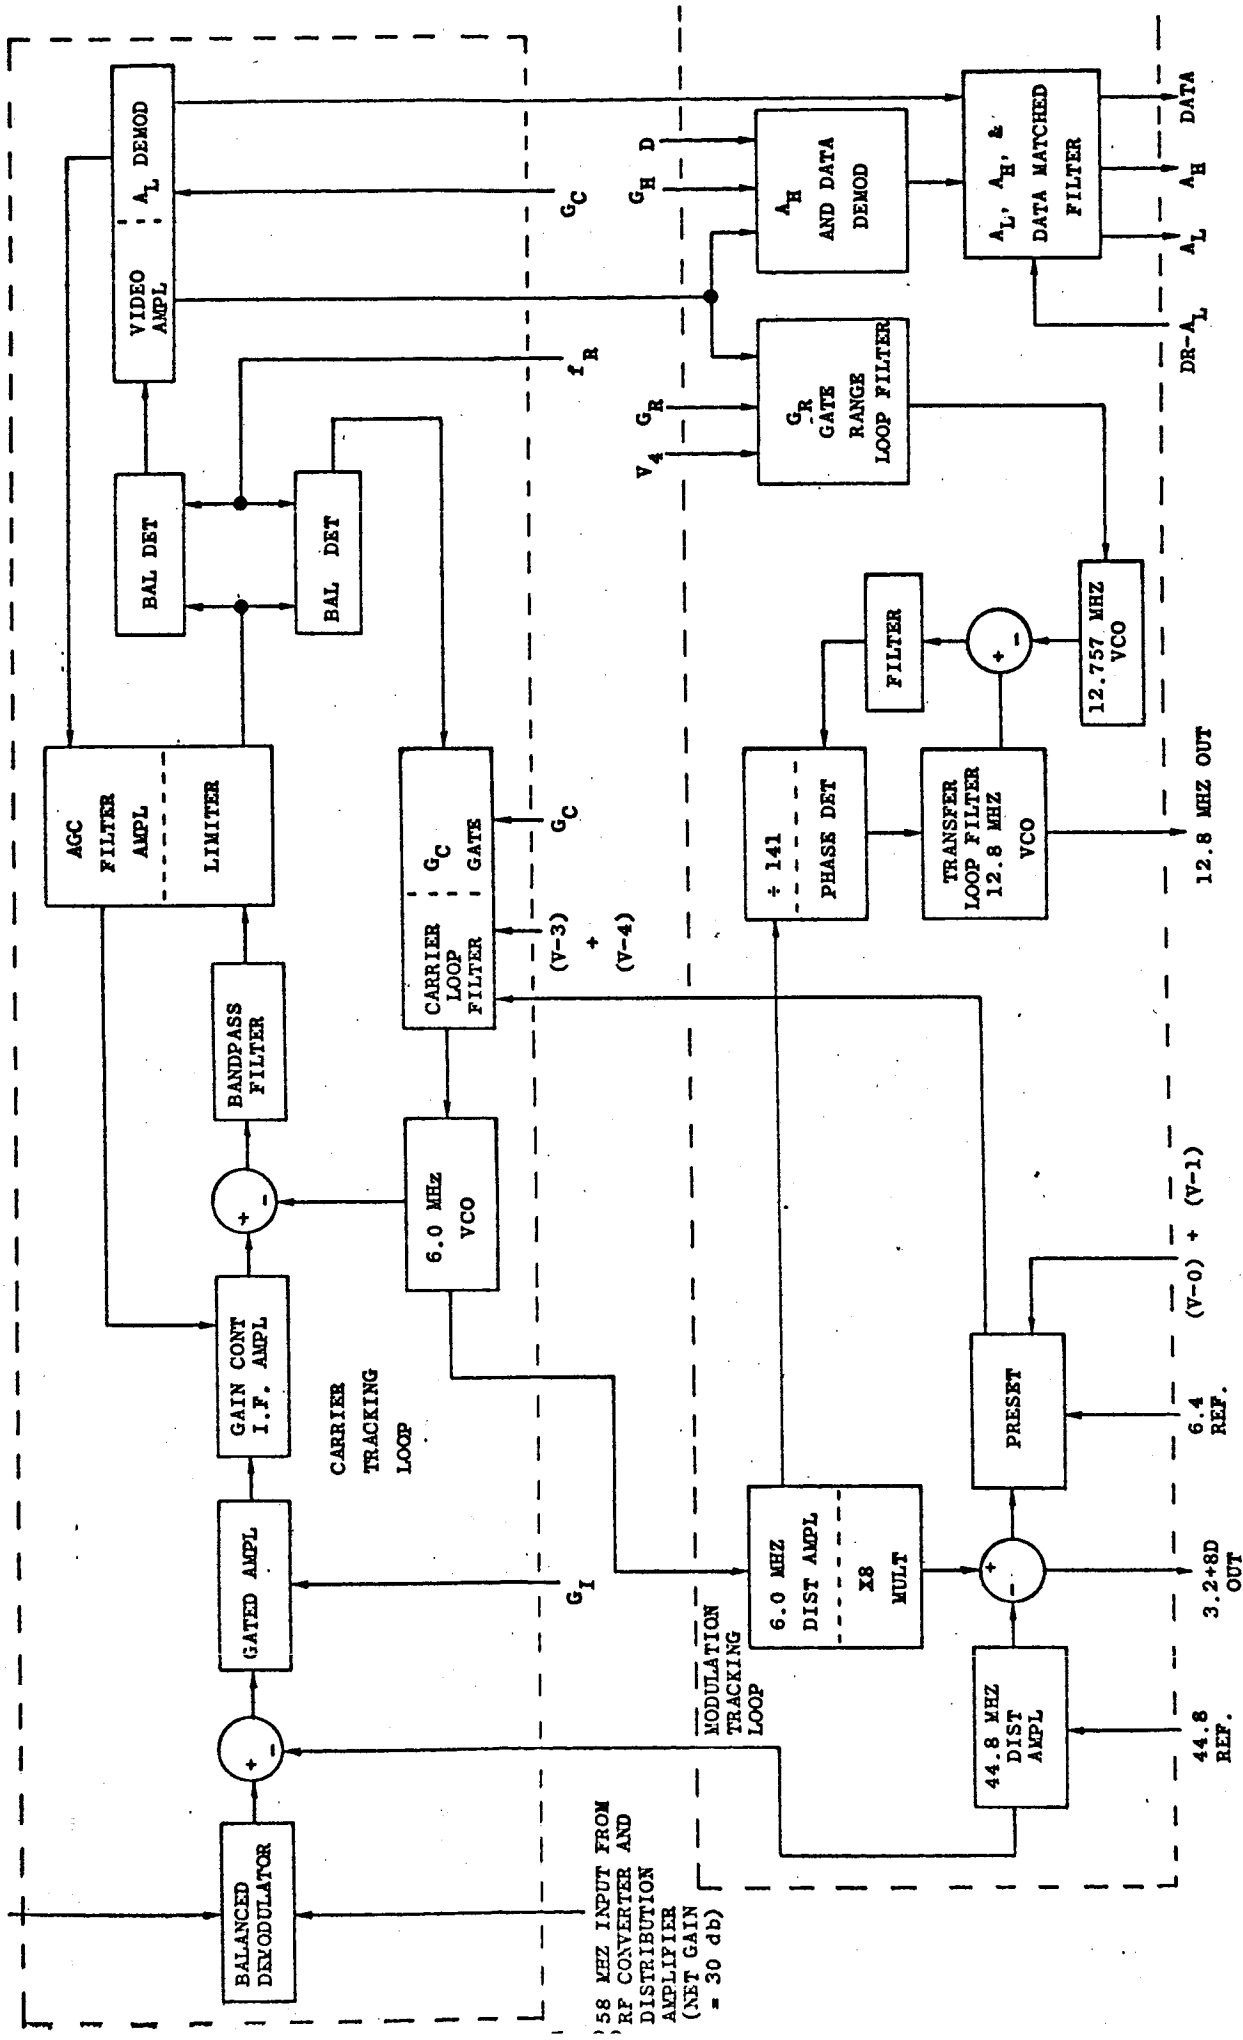 BALANCED
DEMODULATOR
+
-
GATED AMPL
G_I
GAIN CONT
I.F. AMPL
+
-
BANDPASS
FILTER
AGC
FILTER
AMPL
LIMITER
BAL DET
BAL DET
VIDEO
AMPL
A_L DEMOD
G_C
f_R
CARRIER
TRACKING
LOOP
6.0 MHZ
VCO
CARRIER
LOOP
FILTER
G_C
GATE
G_C
(V-3)
+
(V-4)
58 MHZ INPUT FROM
RF CONVERTER AND
DISTRIBUTION
AMPLIFIER
(NET GAIN
= 30 db)
MODULATION
TRACKING
LOOP
44.8 MHZ
DIST
AMPL
44.8
REF.
6.0 MHZ
DIST AMPL
X8
MULT
+
-
3.2+8D
OUT
PRESET
6.4
REF.
(V-0) + (V-1)
÷ 141
PHASE DET
TRANSFER
LOOP FILTER
12.8 MHZ
VCO
12.8 MHZ OUT
FILTER
+
-
12.757 MHZ
VCO
V_4
G_R
G_R
GATE
RANGE
LOOP FILTER
G_H
D
A_H
AND DATA
DEMOD
A_L, A_H, &
DATA MATCHED
FILTER
DR-A_L
A_L
A_H
DATA